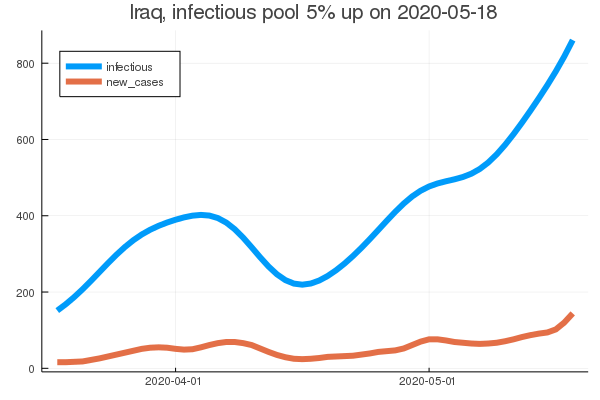 Iraq, infectious pool 5% up on 2020-05-18
infectious
new_cases
800
600
400
200
0
2020-04-01
2020-05-01